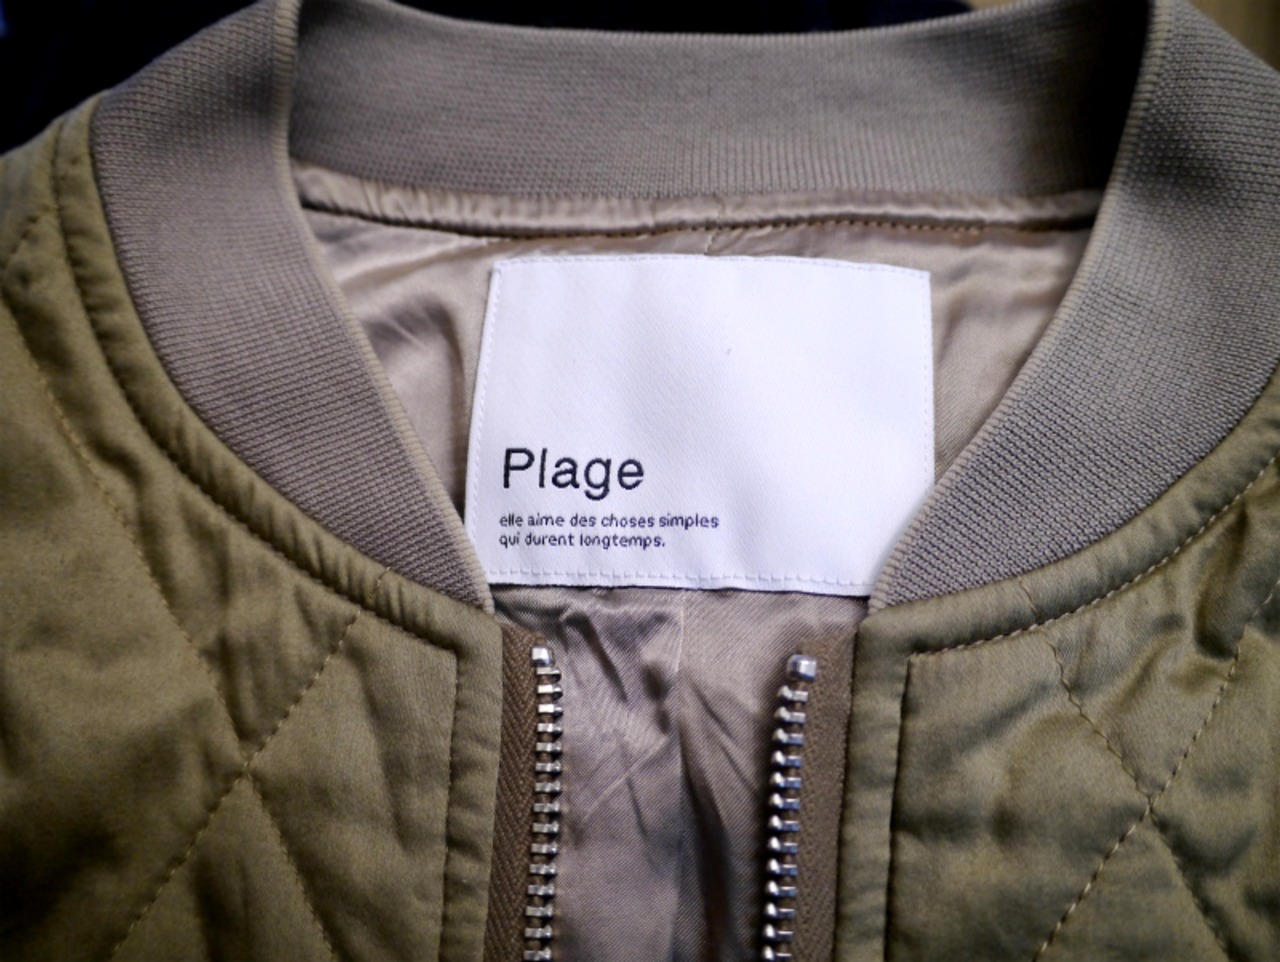 Plage
elle aime des choses simples
qui durent longtemps.